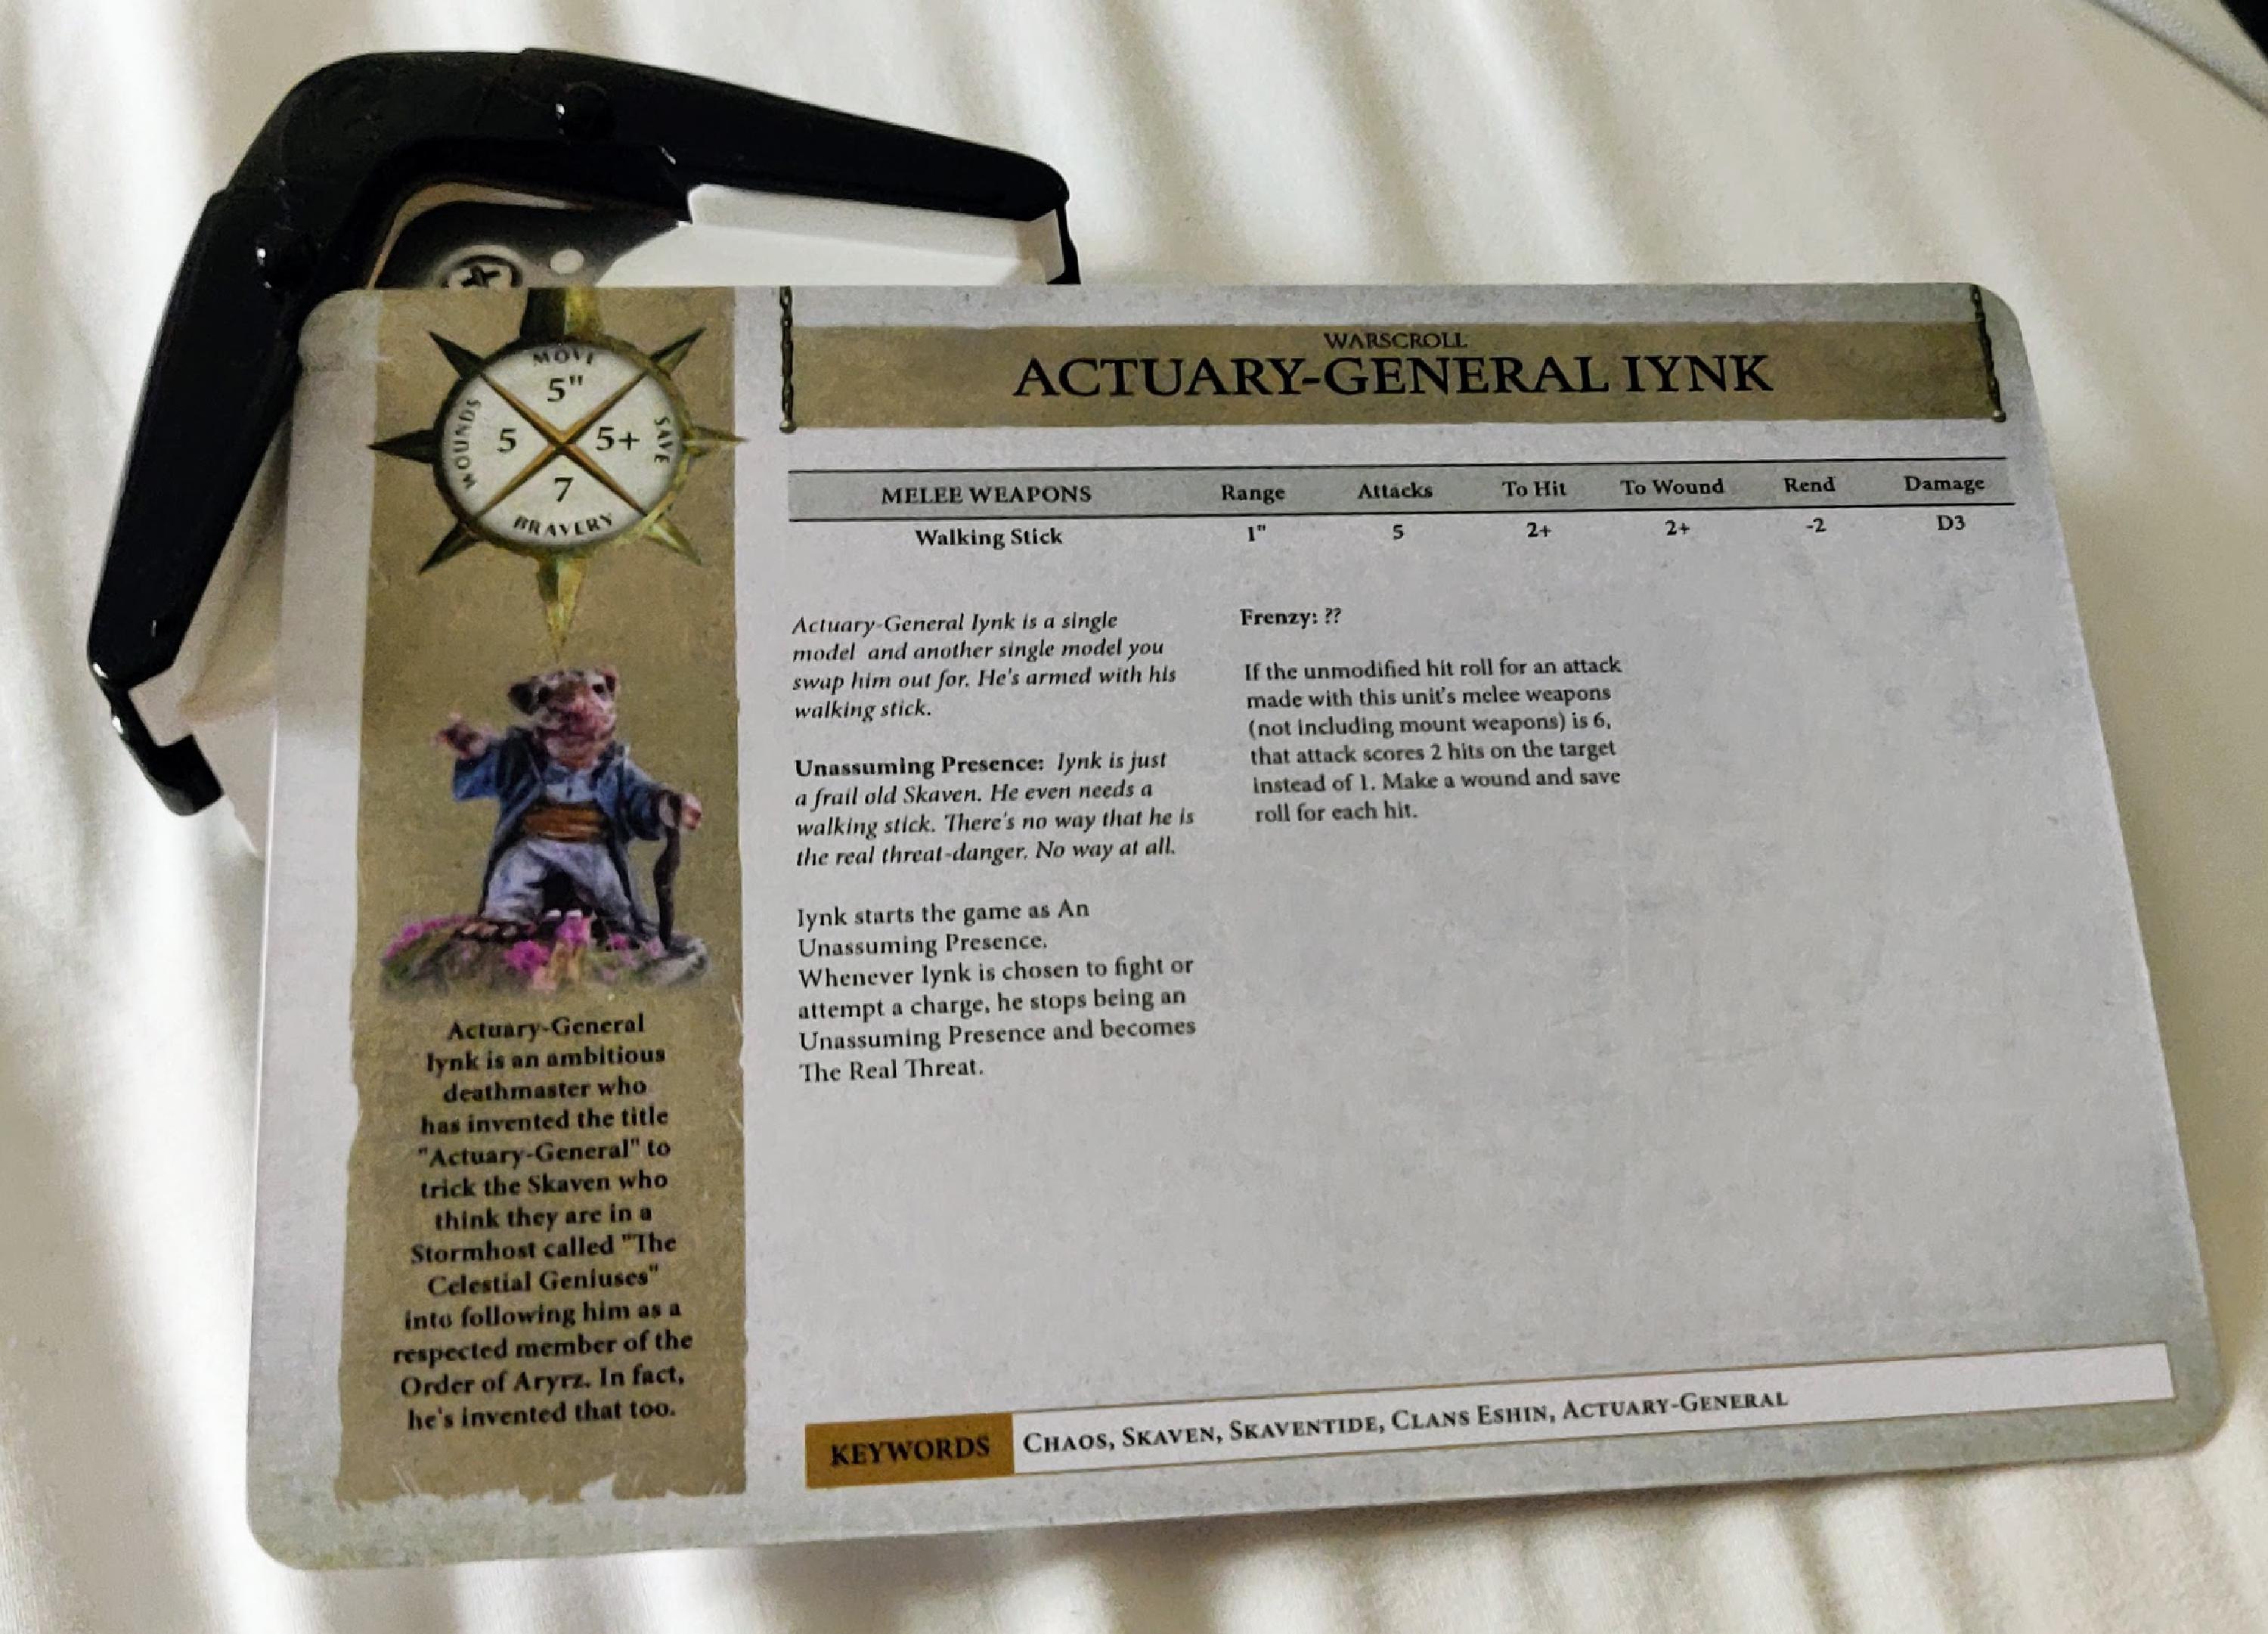 MOVE
5"
WOUNDS
5
5+
SAVE
7
BRAVERY
WARSCROLL
ACTUARY-GENERAL IYNK
MELEE WEAPONS Range Attacks To Hit To Wound Rend Damage
Walking Stick 1" 5 2+ 2+ -2 D3
Actuary-General Iynk is a single
model and another single model you
swap him out for. He's armed with his
walking stick.
Unassuming Presence: Iynk is just
a frail old Skaven. He even needs a
walking stick. There's no way that he is
the real threat-danger. No way at all.
Iynk starts the game as An
Unassuming Presence.
Whenever Iynk is chosen to fight or
attempt a charge, he stops being an
Unassuming Presence and becomes
The Real Threat.
Frenzy: ??
If the unmodified hit roll for an attack
made with this unit's melee weapons
(not including mount weapons) is 6,
that attack scores 2 hits on the target
instead of 1. Make a wound and save
roll for each hit.
Actuary-General
Iynk is an ambitious
deathmaster who
has invented the title
"Actuary-General" to
trick the Skaven who
think they are in a
Stormhost called "The
Celestial Geniuses"
into following him as a
respected member of the
Order of Aryrz. In fact,
he's invented that too.
KEYWORDS CHAOS, SKAVEN, SKAVENTIDE, CLANS ESHIN, ACTUARY-GENERAL